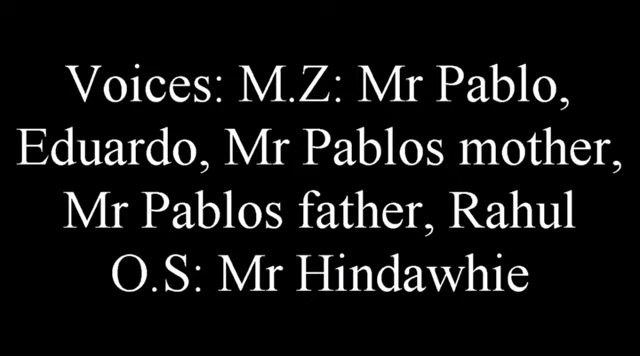 Voices: M.Z: Mr Pablo,
Eduardo, Mr Pablos mother,
Mr Pablos father, Rahul
O.S: Mr Hindawhie